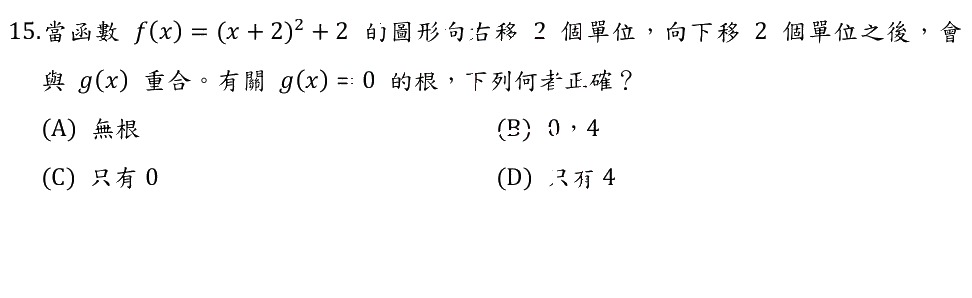 15.當函數 f(x) = (x + 2)² + 2 的圖形向右移 2 個單位，向下移 2 個單位之後，會
與 g(x) 重合。有關 g(x) = 0 的根，下列何者正確？
(A) 無根 (B) 0，4
(C) 只有 0 (D) 只有 4